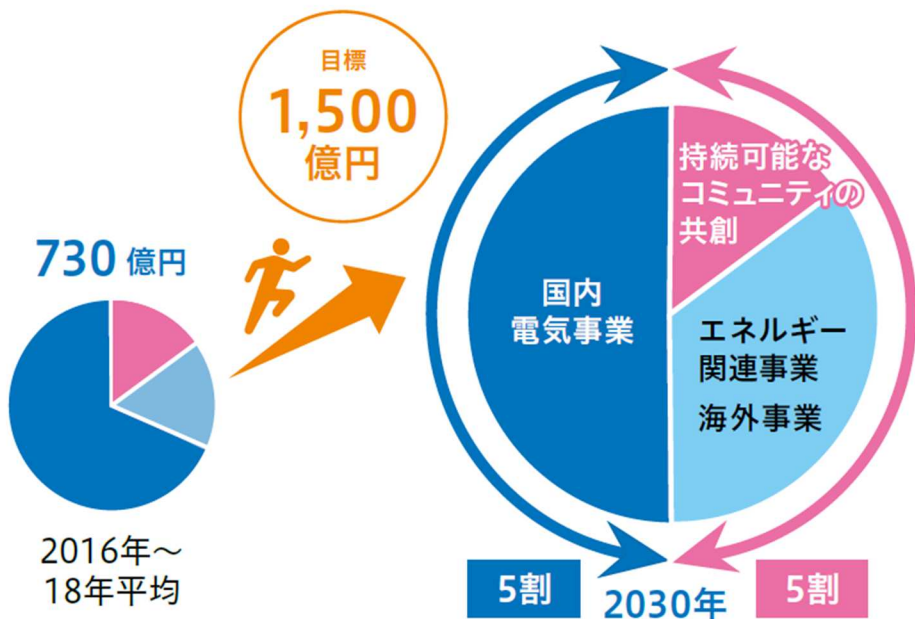 目標
1,500
億円
730 億円
2016年～
18年平均
持続可能な
コミュニティの
共創
国内
電気事業
エネルギー
関連事業
海外事業
5割
2030年
5割